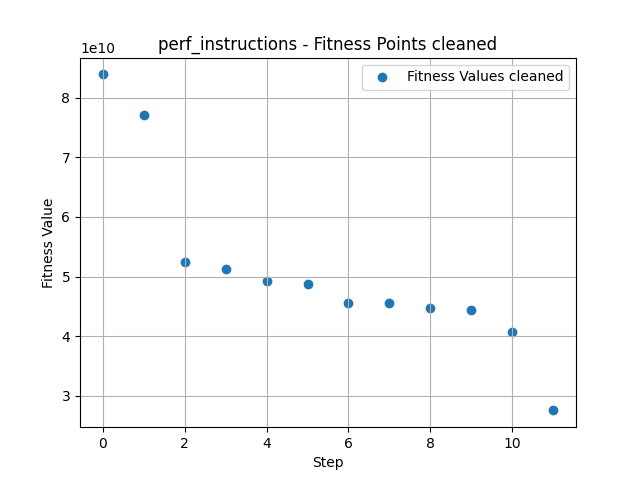 perf_instructions - Fitness Points cleaned
1e10
Fitness Values cleaned
8
7
6
5
4
3
Fitness Value
0 2 4 6 8 10
Step